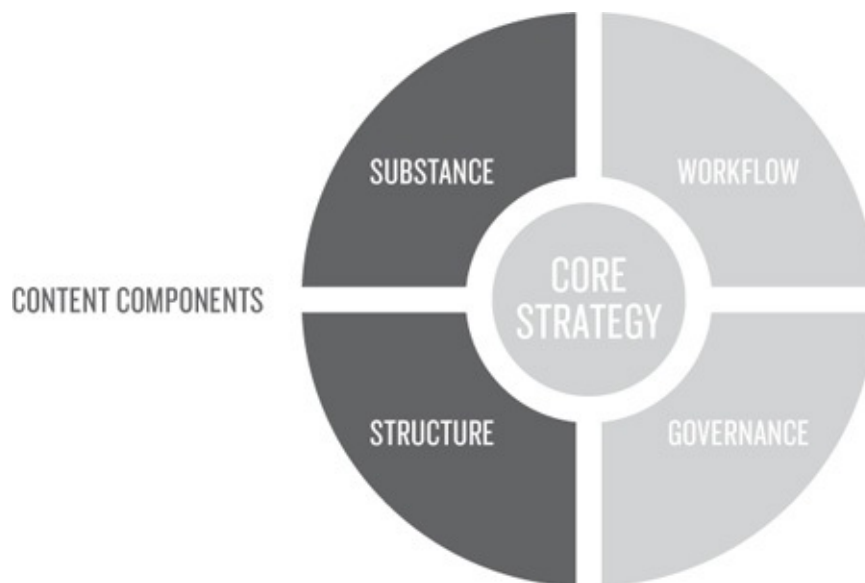 SUBSTANCE
WORKFLOW
CONTENT COMPONENTS
CORE
STRATEGY
STRUCTURE
GOVERNANCE